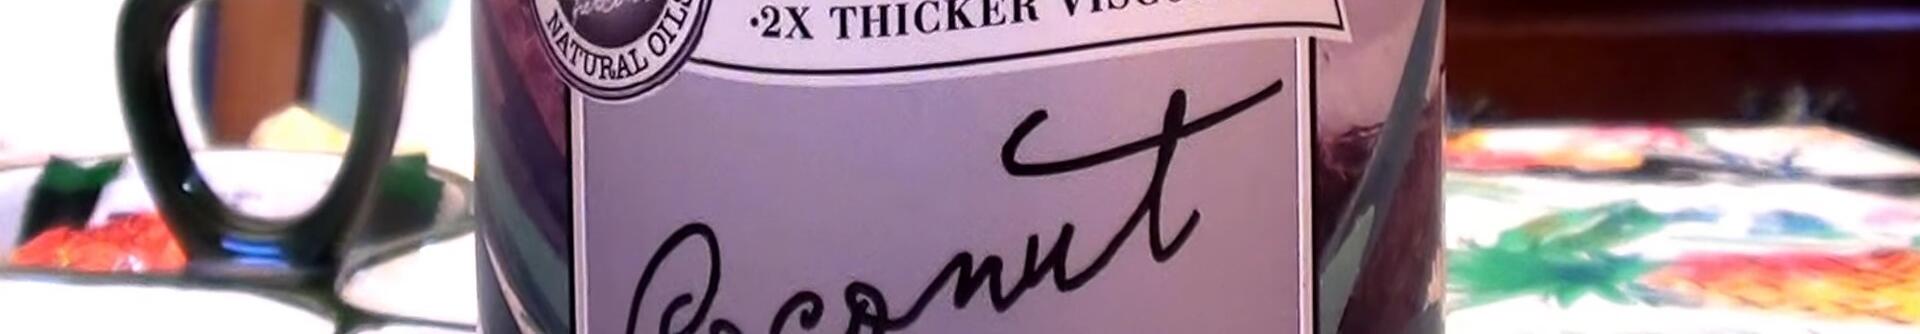 NATURAL OILS
•2X THICKER
Coconut